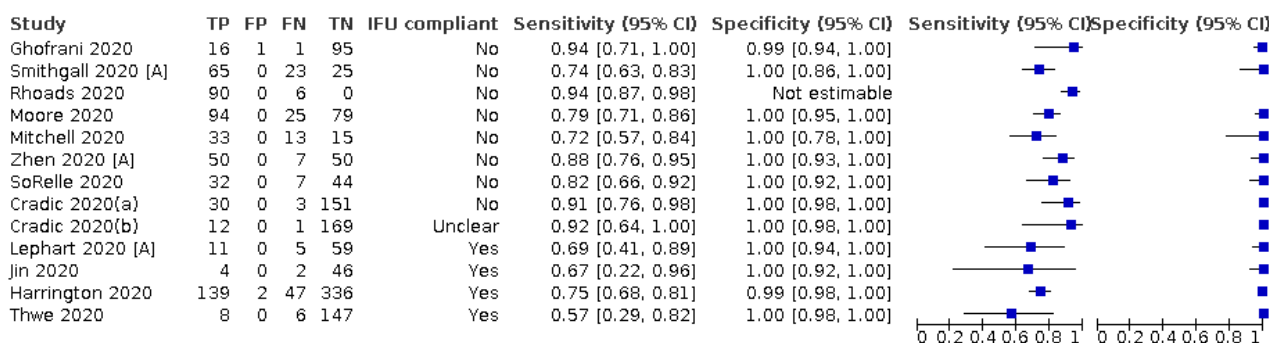 Study TP FP FN TN IFU compliant Sensitivity (95% CI) Specificity (95% CI) Sensitivity (95% CI) Specificity (95% CI)
Ghofrani 2020 16 1 1 95 No 0.94 [0.71, 1.00] 0.99 [0.94, 1.00]
Smithgall 2020 [A] 65 0 23 25 No 0.74 [0.63, 0.83] 1.00 [0.86, 1.00]
Rhoads 2020 90 0 6 0 No 0.94 [0.87, 0.98] Not estimable
Moore 2020 94 0 25 79 No 0.79 [0.71, 0.86] 1.00 [0.95, 1.00]
Mitchell 2020 33 0 13 15 No 0.72 [0.57, 0.84] 1.00 [0.78, 1.00]
Zhen 2020 [A] 50 0 7 50 No 0.88 [0.76, 0.95] 1.00 [0.93, 1.00]
SoRelle 2020 32 0 7 44 No 0.82 [0.66, 0.92] 1.00 [0.92, 1.00]
Cradic 2020(a) 30 0 3 151 No 0.91 [0.76, 0.98] 1.00 [0.98, 1.00]
Cradic 2020(b) 12 0 1 169 Unclear 0.92 [0.64, 1.00] 1.00 [0.98, 1.00]
Lephart 2020 [A] 11 0 5 59 Yes 0.69 [0.41, 0.89] 1.00 [0.94, 1.00]
Jin 2020 4 0 2 46 Yes 0.67 [0.22, 0.96] 1.00 [0.92, 1.00]
Harrington 2020 139 2 47 336 Yes 0.75 [0.68, 0.81] 0.99 [0.98, 1.00]
Thwe 2020 8 0 6 147 Yes 0.57 [0.29, 0.82] 1.00 [0.98, 1.00]
0 0.2 0.4 0.6 0.8 1 0 0.2 0.4 0.6 0.8 1